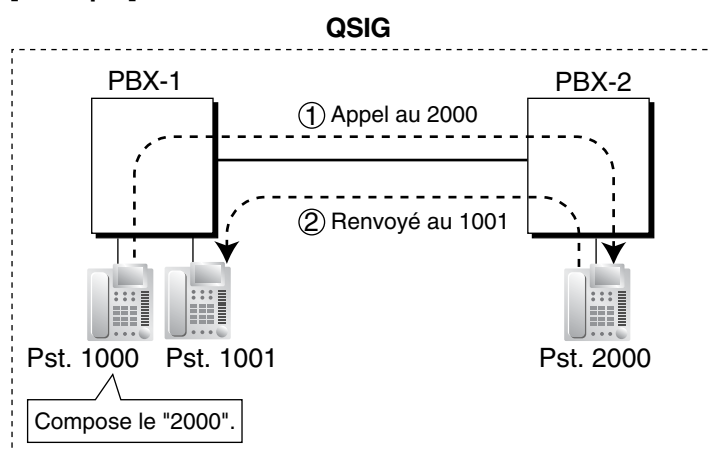 QSIG
PBX-1
PBX-2
① Appel au 2000
② Renvoyé au 1001
Pst. 1000
Pst. 1001
Pst. 2000
Compose le "2000".